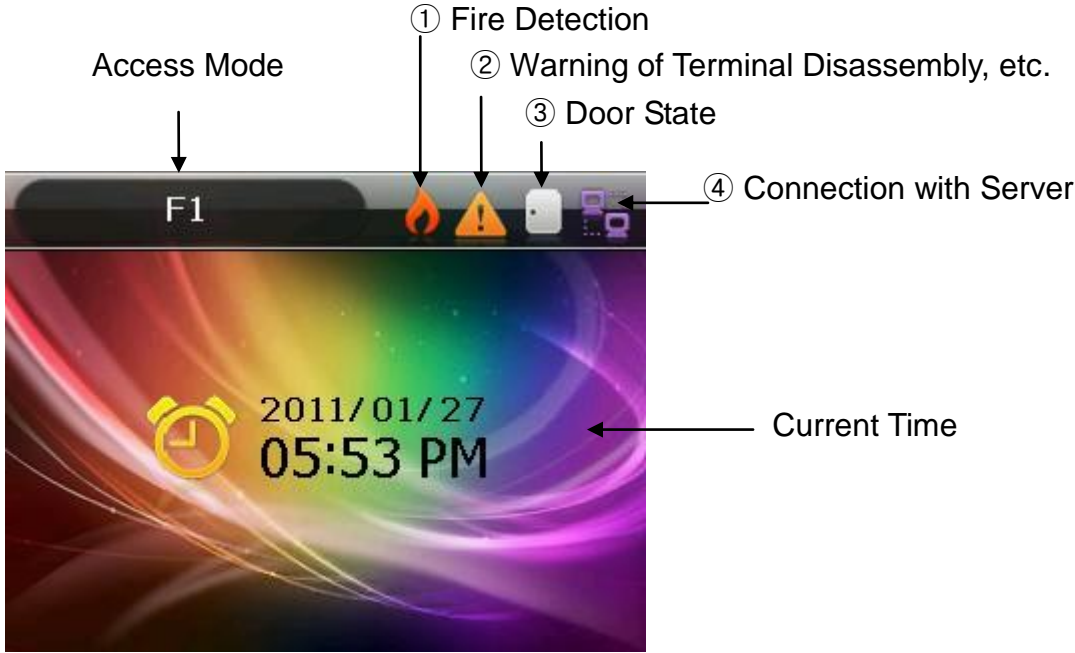 ① Fire Detection
Access Mode
② Warning of Terminal Disassembly, etc.
③ Door State
④ Connection with Server
F1
2011/01/27
05:53 PM
Current Time